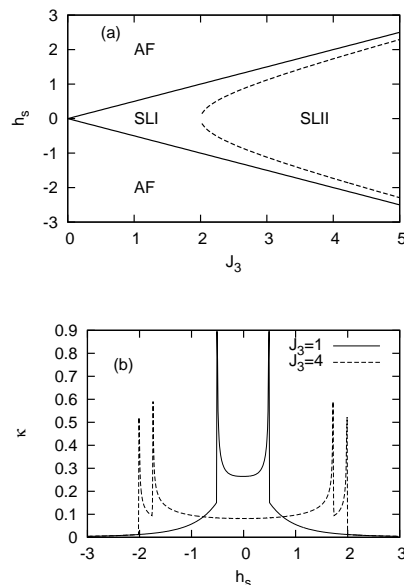 (a)
AF
SLI
SLII
AF
h_s
3
2
1
0
-1
-2
-3
0 1 2 3 4 5
J_3
(b)
J_3=1
J_3=4
κ
0.9
0.8
0.7
0.6
0.5
0.4
0.3
0.2
0.1
0
-3 -2 -1 0 1 2 3
h_s